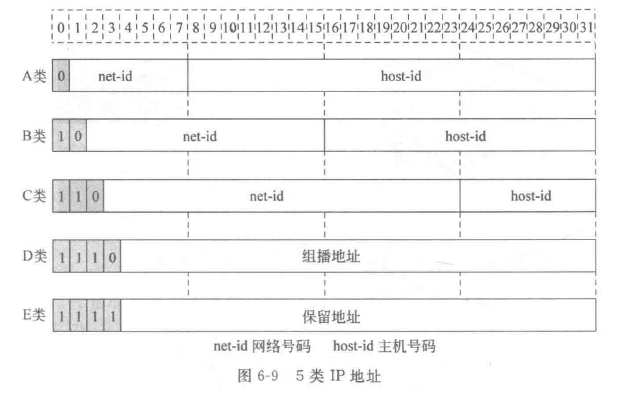 0 1 2 3 4 5 6 7 8 9 10 11 12 13 14 15 16 17 18 19 20 21 22 23 24 25 26 27 28 29 30 31
A类 0 net-id host-id
B类 1 0 net-id host-id
C类 1 1 0 net-id host-id
D类 1 1 1 0 组播地址
E类 1 1 1 1 保留地址
net-id 网络号码 host-id 主机号码
图 6-9 5 类 IP 地址